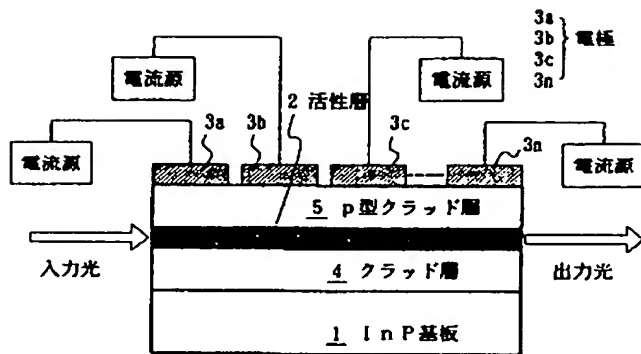 3a
3b
3c
3n
電極
電流源
電流源
2 活性層
電流源
3a
3b
3c
3n
電流源
5 p型クラッド層
入力光
出力光
4 クラッド層
1 InP基板